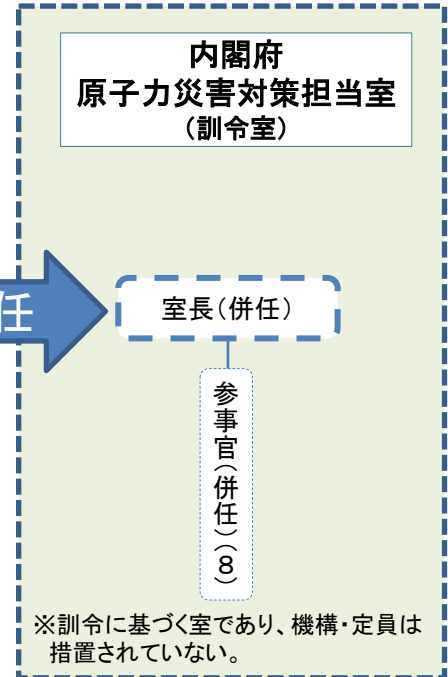 内閣府
原子力災害対策担当室
(訓令室)
任
室長(併任)
参事官(併任)(8)
※訓令に基づく室であり、機構・定員は
措置されていない。